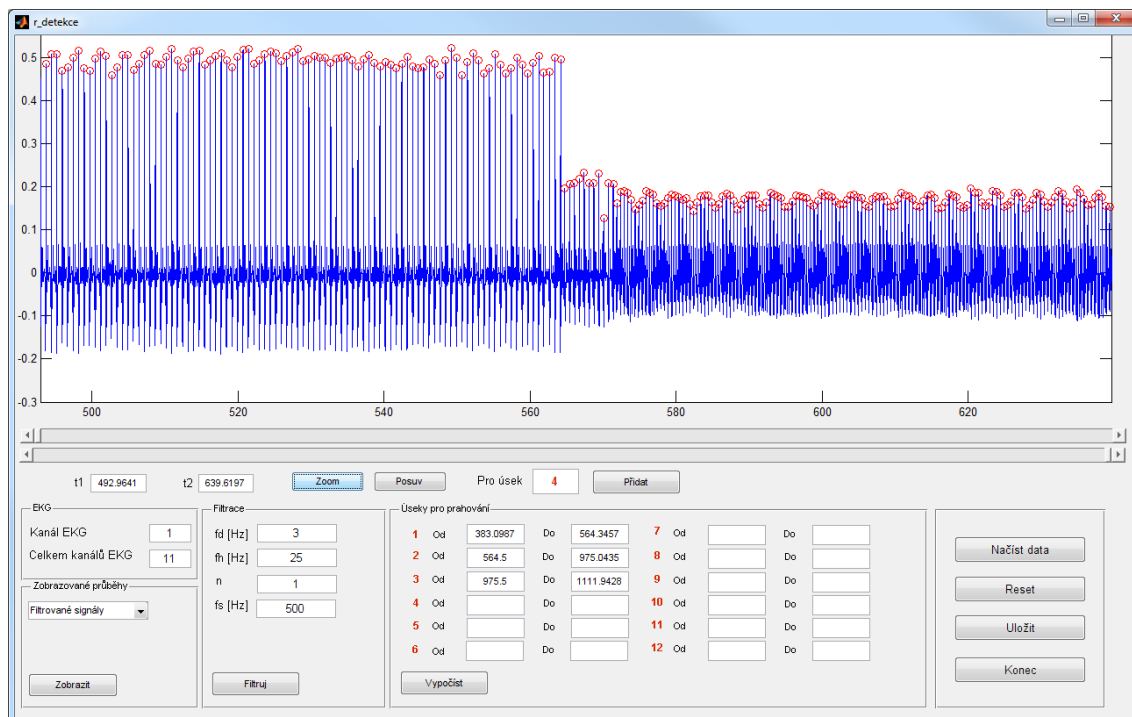 r_detekce
0.5
0.4
0.3
0.2
0.1
0
-0.1
-0.2
-0.3
500 520 540 560 580 600 620
t1 492.9641 t2 639.6197 Zoom Posuv Pro úsek 4 Přidat
EKG
Kanál EKG 1
Celkem kanálů EKG 11
Zobrazované průběhy
Filtrované signály
Zobrazit
Filtrace
fd [Hz] 3
fh [Hz] 25
n 1
fs [Hz] 500
Filtruj
Úseky pro prahování
1 Od 383.0987 Do 564.3457 7 Od Do
2 Od 564.5 Do 975.0435 8 Od Do
3 Od 975.5 Do 1111.9428 9 Od Do
4 Od Do 10 Od Do
5 Od Do 11 Od Do
6 Od Do 12 Od Do
Vypočíst
Načíst data
Reset
Uložit
Konec